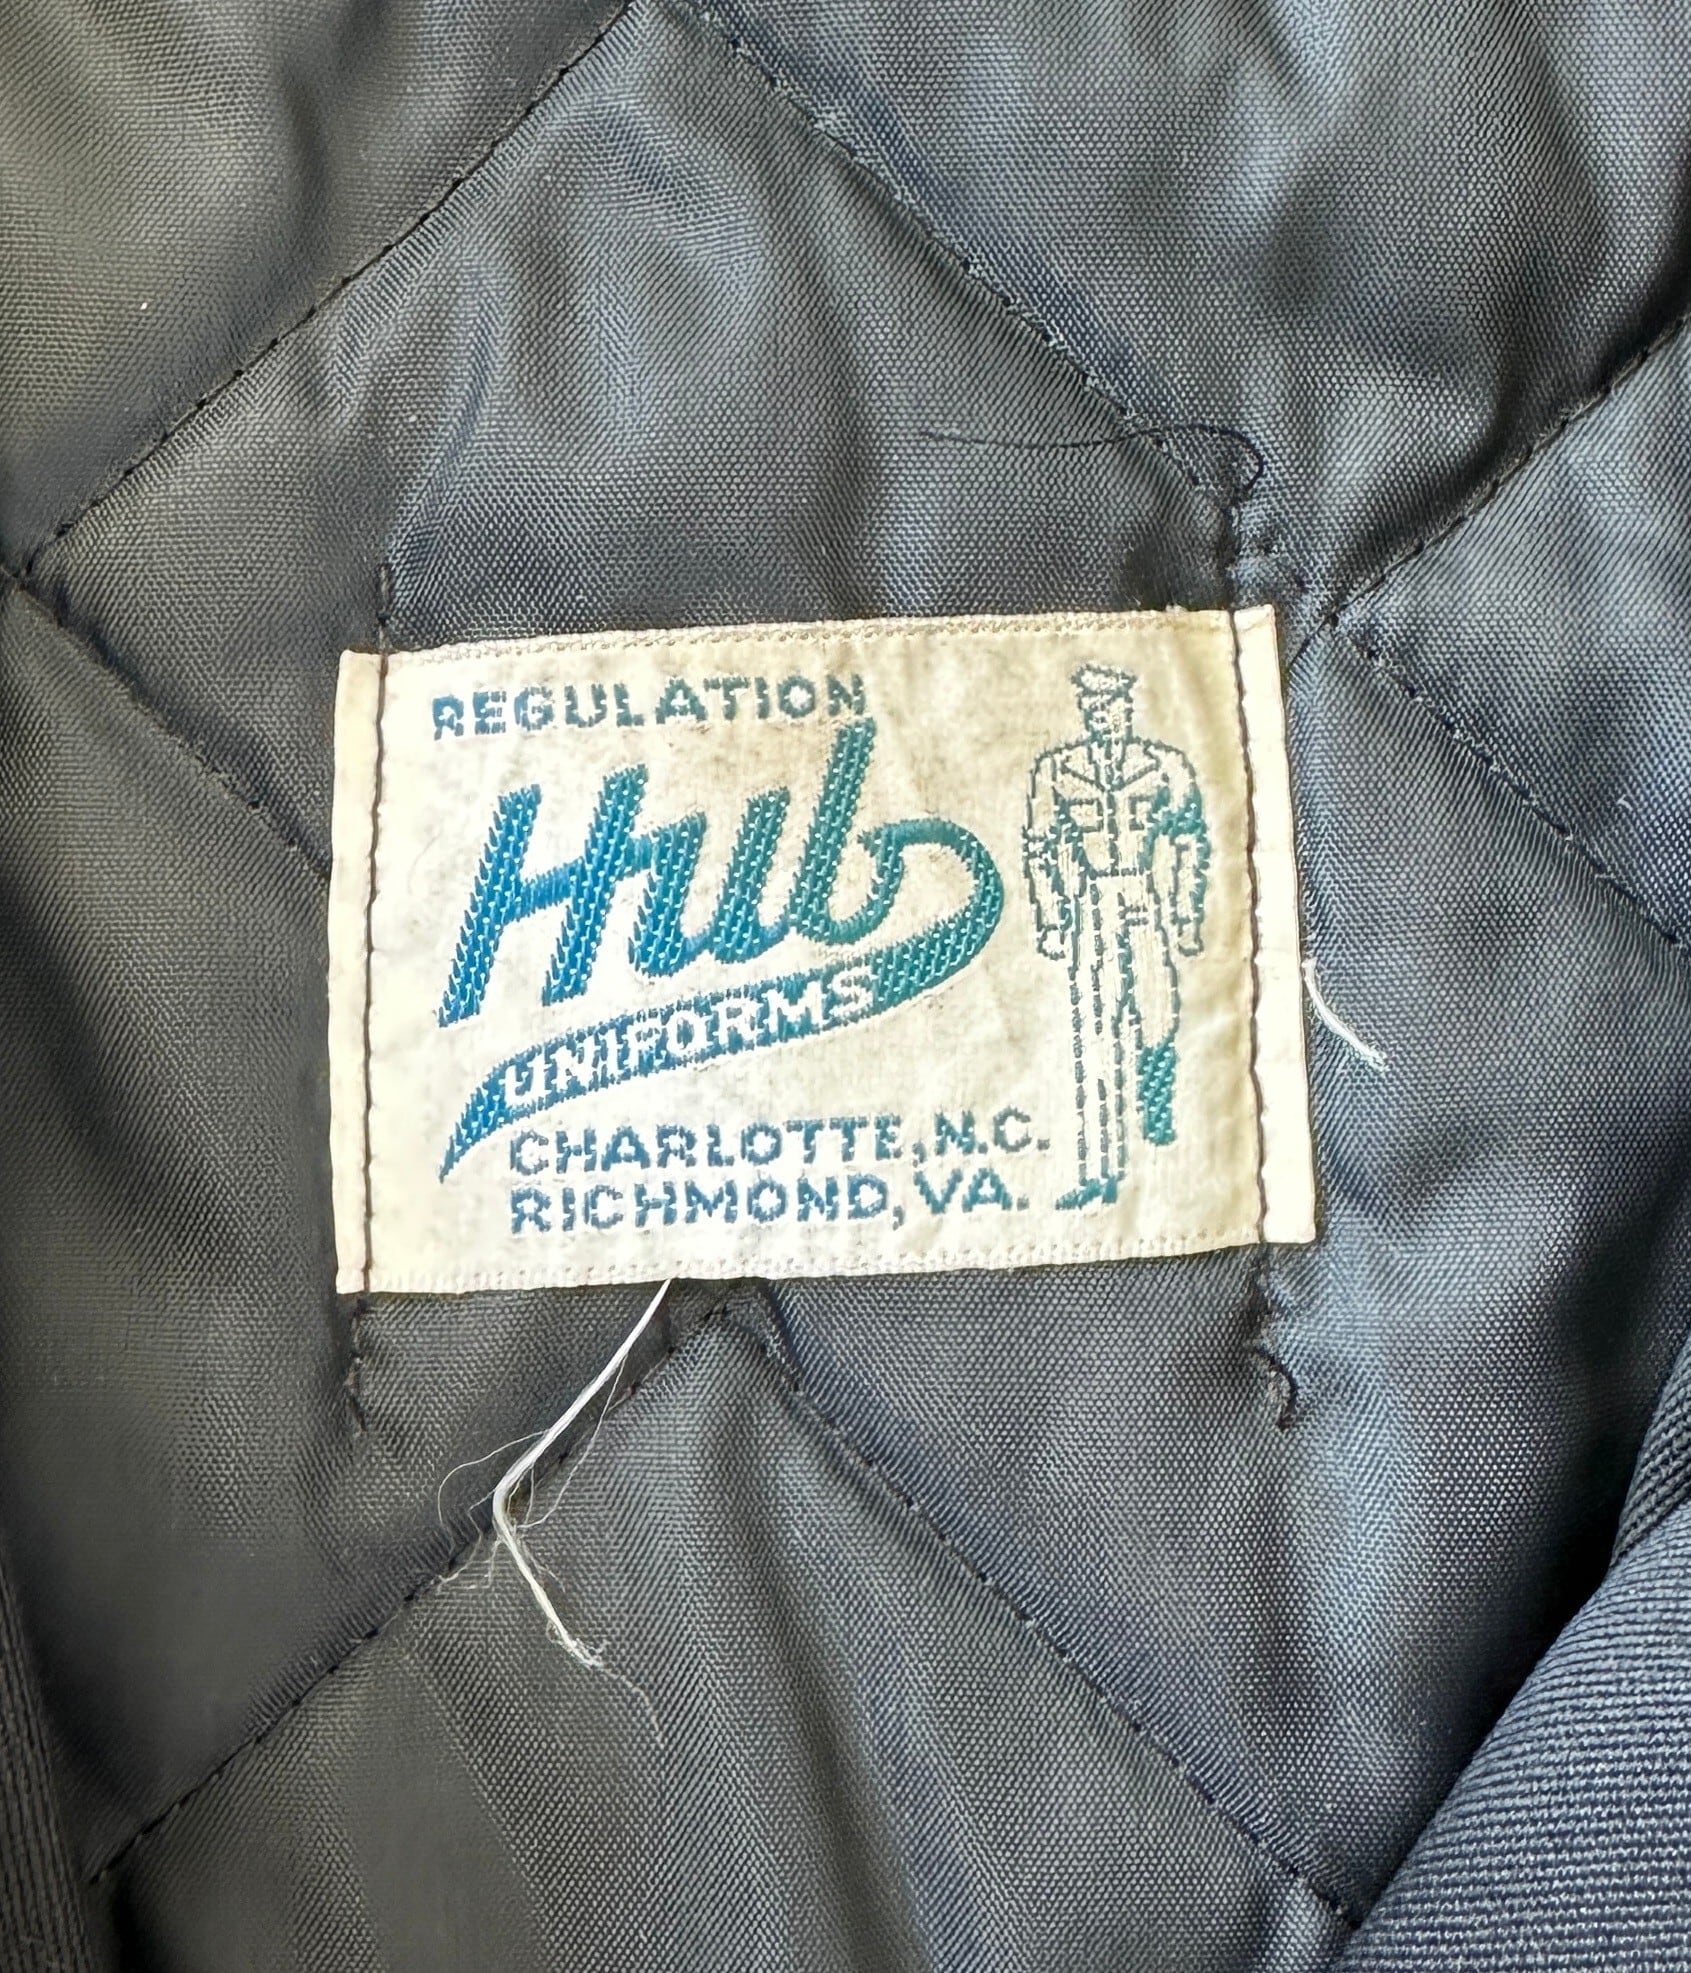 REGULATION
Hub
UNIFORMS
CHARLOTTE, N.C.
RICHMOND, VA.